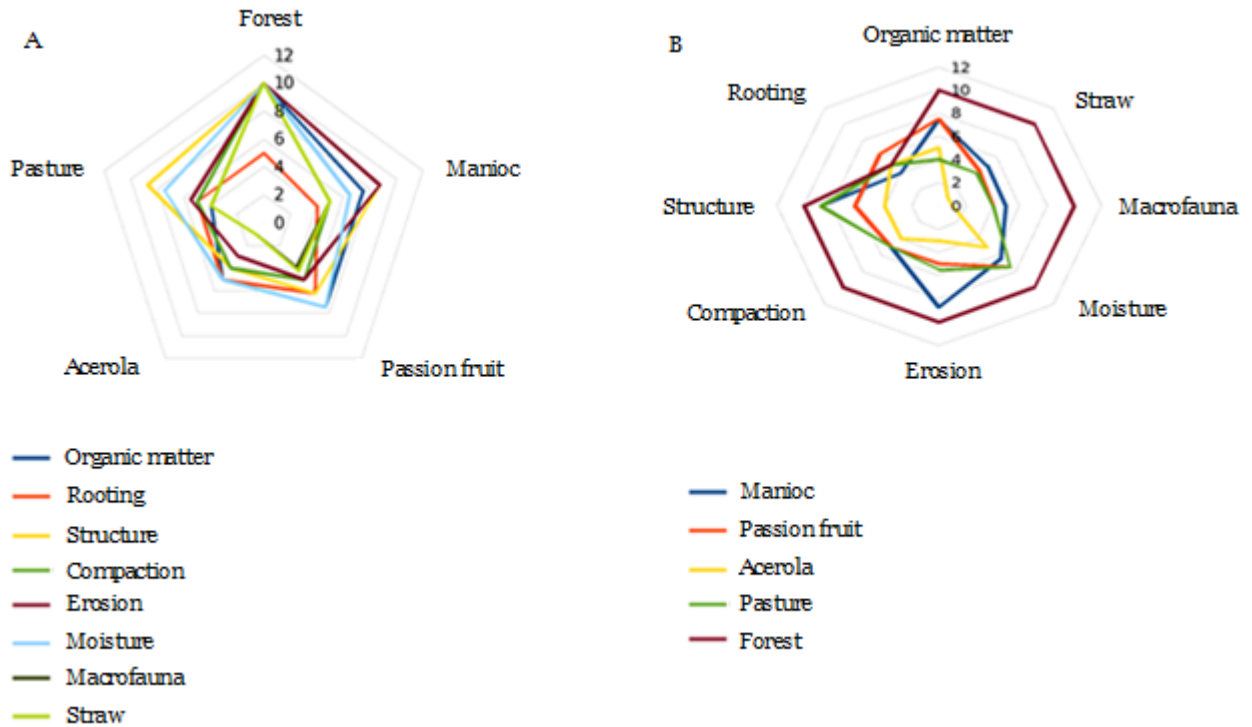 A
Forest
12
10
8
6
4
2
0
Pasture
Manioc
Acerola
Passion fruit
Organic matter
Rooting
Structure
Compaction
Erosion
Moisture
Macrofauna
Straw
B
Organic matter
12
10
8
6
4
2
0
Rooting
Straw
Structure
Macrofauna
Compaction
Moisture
Erosion
Manioc
Passion fruit
Acerola
Pasture
Forest